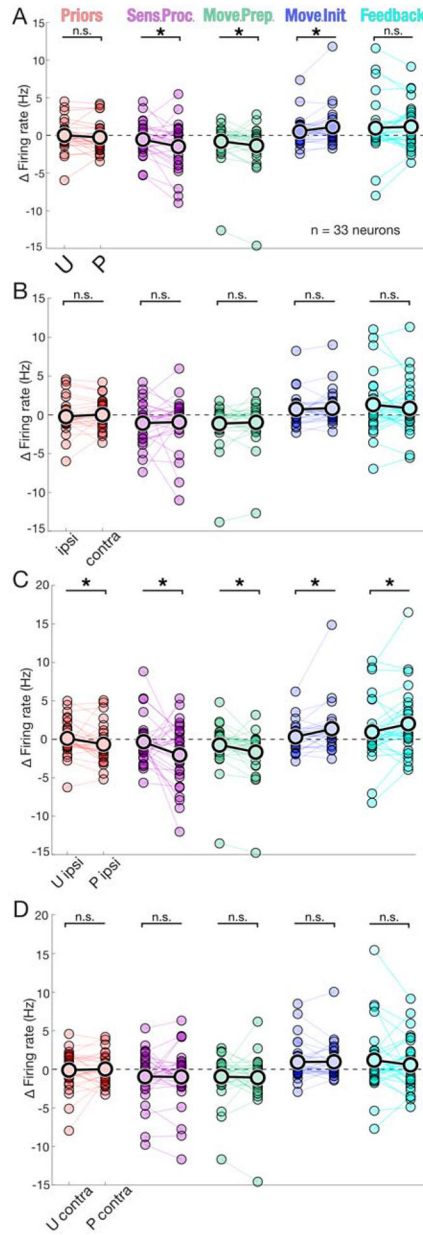 A
Priors Sens.Proc. Move.Prep. Move.Init. Feedback
n.s. * * * n.s.
15
10
5
0
-5
-10
-15
Δ Firing rate (Hz)
n = 33 neurons
U P
B
n.s. n.s. n.s. n.s. n.s.
15
10
5
0
-5
-10
-15
Δ Firing rate (Hz)
ipsi contra
C
* * * * *
20
15
10
5
0
-5
-10
-15
Δ Firing rate (Hz)
U ipsi P ipsi
D
n.s. n.s. n.s. n.s. n.s.
20
15
10
5
0
-5
-10
-15
Δ Firing rate (Hz)
U contra P contra